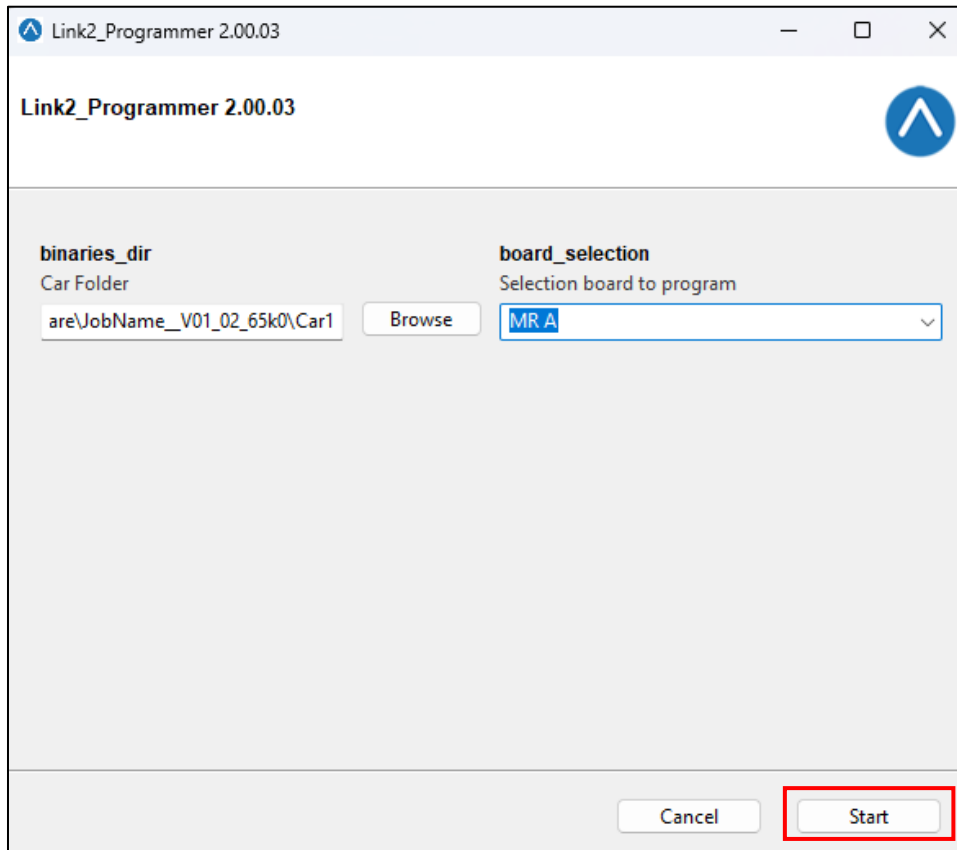 Link2_Programmer 2.00.03
Link2_Programmer 2.00.03
binaries_dir
Car Folder
are\JobName__V01_02_65k0\Car1
Browse
board_selection
Selection board to program
MR A
Cancel
Start